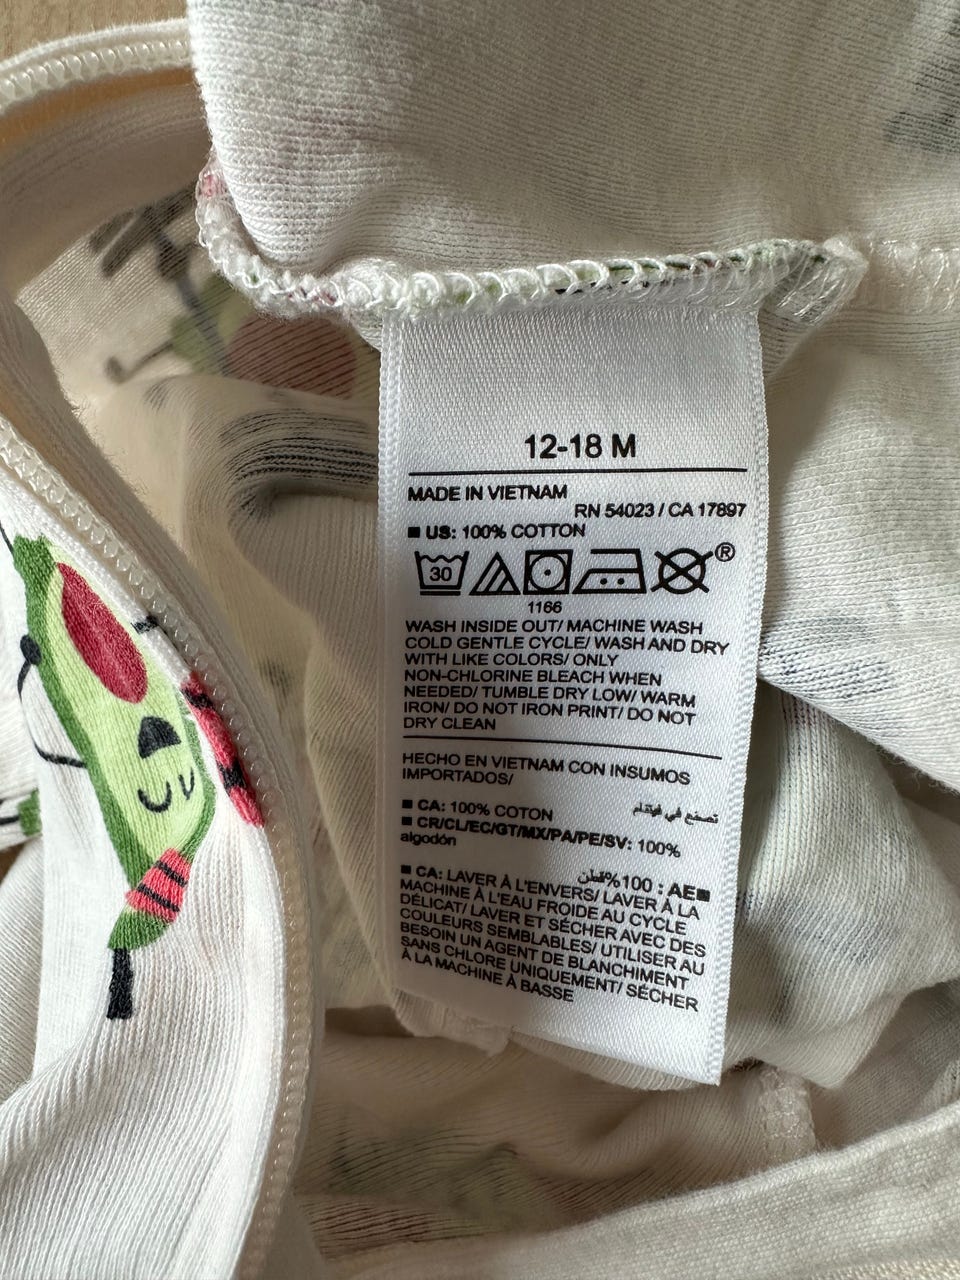 12-18 M
MADE IN VIETNAM
RN 54023 / CA 17897
■ US: 100% COTTON
30
®
1166
WASH INSIDE OUT/ MACHINE WASH
COLD GENTLE CYCLE/ WASH AND DRY
WITH LIKE COLORS/ ONLY
NON-CHLORINE BLEACH WHEN
NEEDED/ TUMBLE DRY LOW/ WARM
IRON/ DO NOT IRON PRINT/ DO NOT
DRY CLEAN
HECHO EN VIETNAM CON INSUMOS
IMPORTADOS/
تصنع في فيتنام
■ CA: 100% COTON
■ CR/CL/EC/GT/MX/PA/PE/SV: 100%
algodón
■AE : 100%قطن
■ CA: LAVER À L'ENVERS/ LAVER À LA
MACHINE À L'EAU FROIDE AU CYCLE
DÉLICAT/ LAVER ET SÉCHER AVEC DES
COULEURS SEMBLABLES/ UTILISER AU
BESOIN UN AGENT DE BLANCHIMENT
SANS CHLORE UNIQUEMENT/ SÉCHER
À LA MACHINE À BASSE